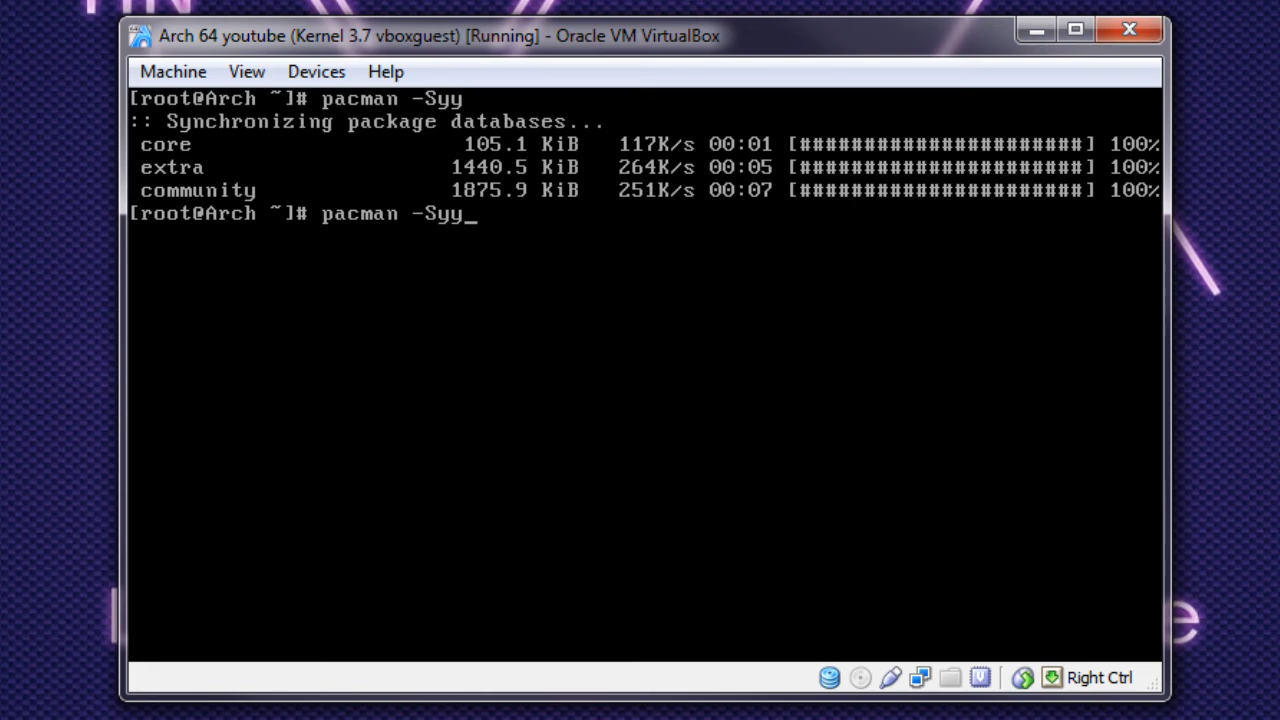 Arch 64 youtube (Kernel 3.7 vboxguest) [Running] - Oracle VM VirtualBox
Machine View Devices Help
[root@Arch ~]# pacman -Syy
:: Synchronizing package databases...
core 105.1 KiB 117K/s 00:01 [######################] 100%
extra 1440.5 KiB 264K/s 00:05 [######################] 100%
community 1875.9 KiB 251K/s 00:07 [######################] 100%
[root@Arch ~]# pacman -Syy_
Right Ctrl